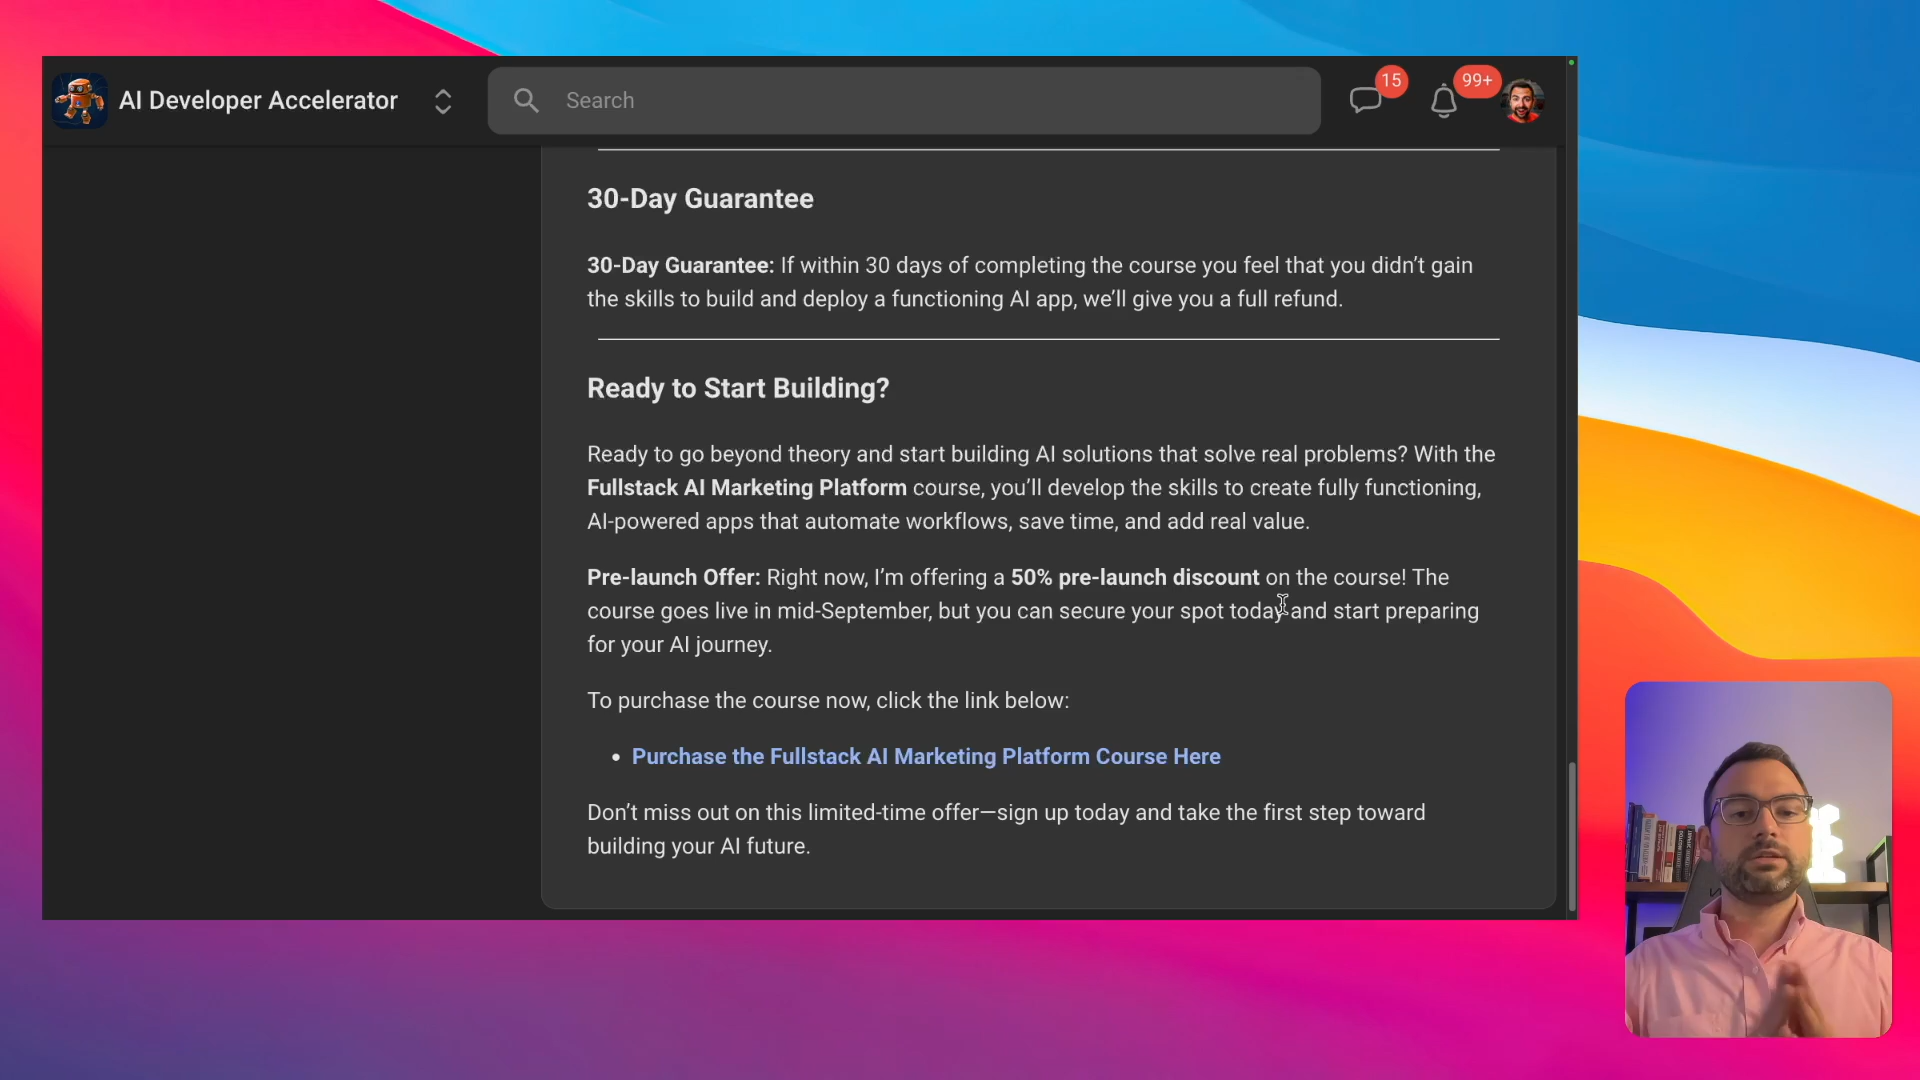 AI Developer Accelerator
Search
15
99+
30-Day Guarantee
30-Day Guarantee: If within 30 days of completing the course you feel that you didn’t gain
the skills to build and deploy a functioning AI app, we’ll give you a full refund.
Ready to Start Building?
Ready to go beyond theory and start building AI solutions that solve real problems? With the
Fullstack AI Marketing Platform course, you’ll develop the skills to create fully functioning,
AI-powered apps that automate workflows, save time, and add real value.
Pre-launch Offer: Right now, I’m offering a 50% pre-launch discount on the course! The
course goes live in mid-September, but you can secure your spot today and start preparing
for your AI journey.
To purchase the course now, click the link below:
• Purchase the Fullstack AI Marketing Platform Course Here
Don’t miss out on this limited-time offer—sign up today and take the first step toward
building your AI future.